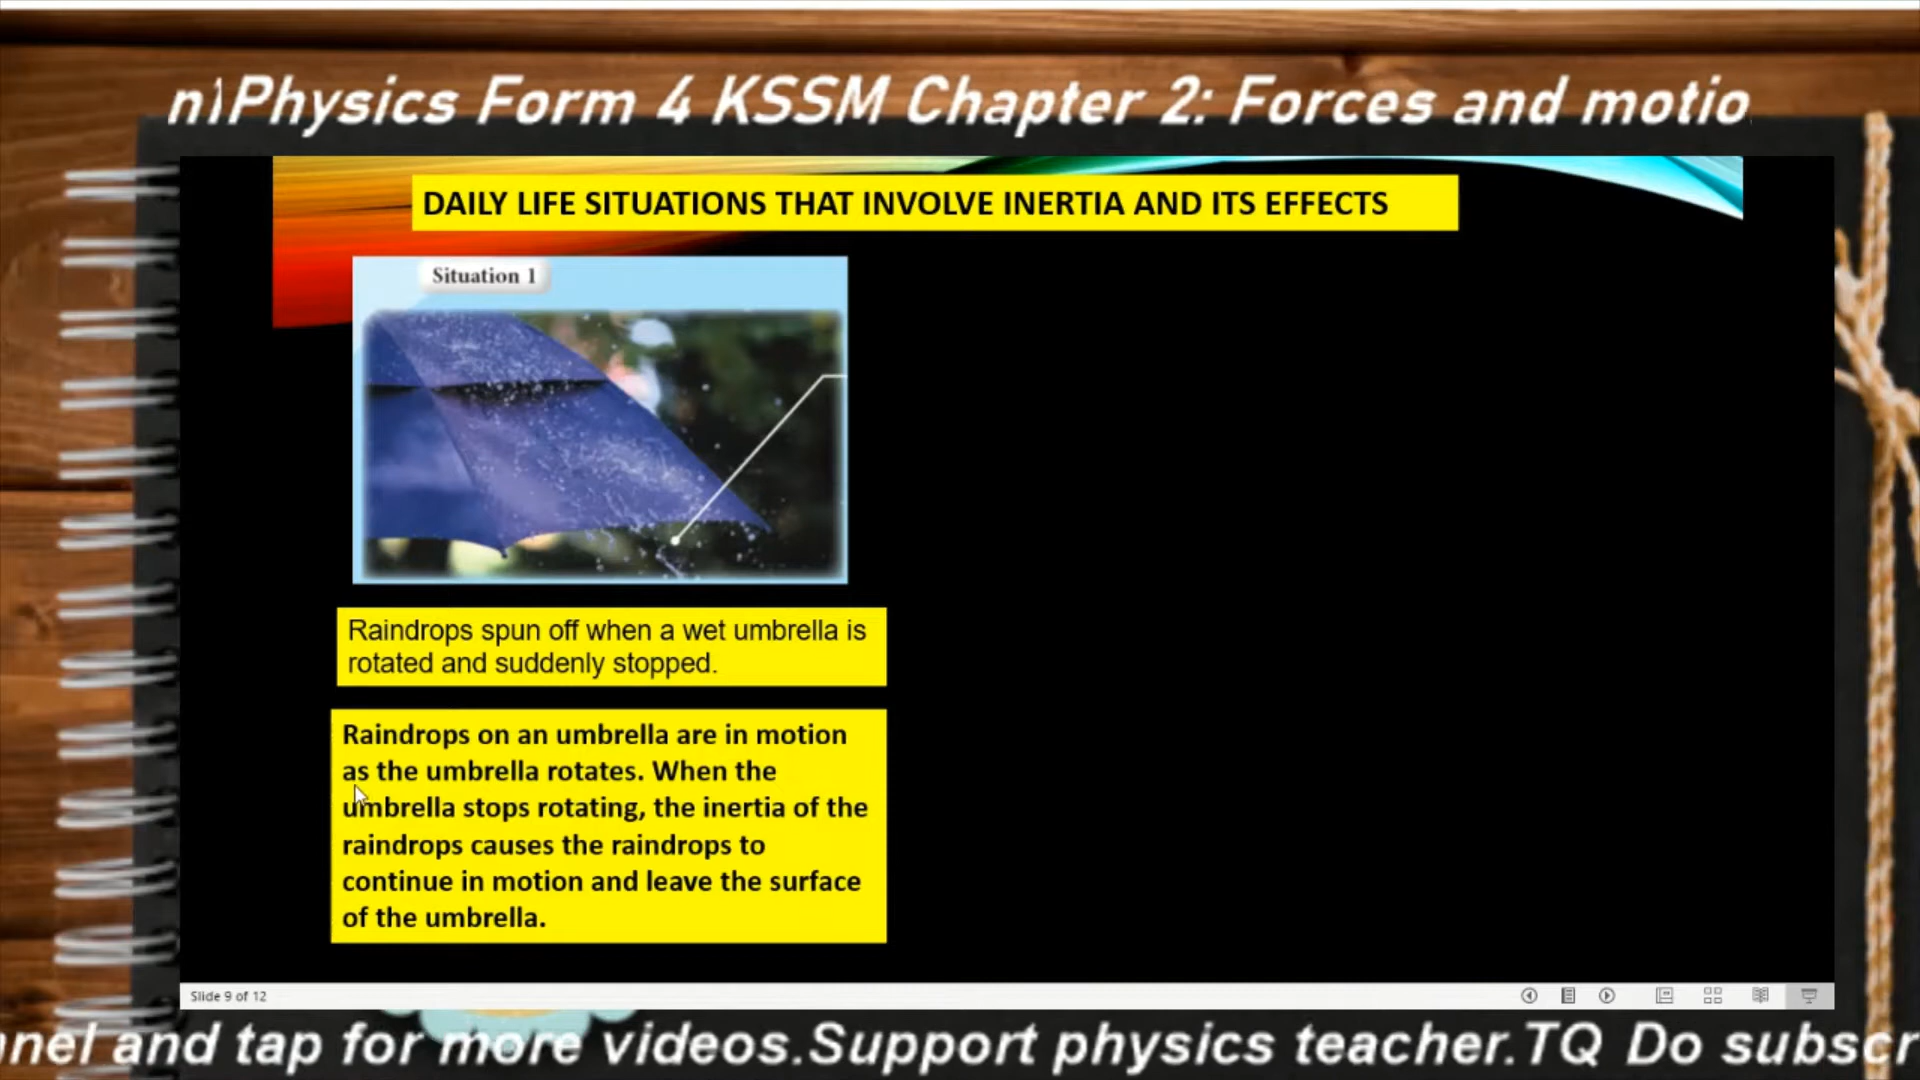 n) Physics Form 4 KSSM Chapter 2: Forces and motio
DAILY LIFE SITUATIONS THAT INVOLVE INERTIA AND ITS EFFECTS
Situation 1
Raindrops spun off when a wet umbrella is
rotated and suddenly stopped.
Raindrops on an umbrella are in motion
as the umbrella rotates. When the
umbrella stops rotating, the inertia of the
raindrops causes the raindrops to
continue in motion and leave the surface
of the umbrella.
Slide 9 of 12
nnel and tap for more videos.Support physics teacher.TQ Do subscr